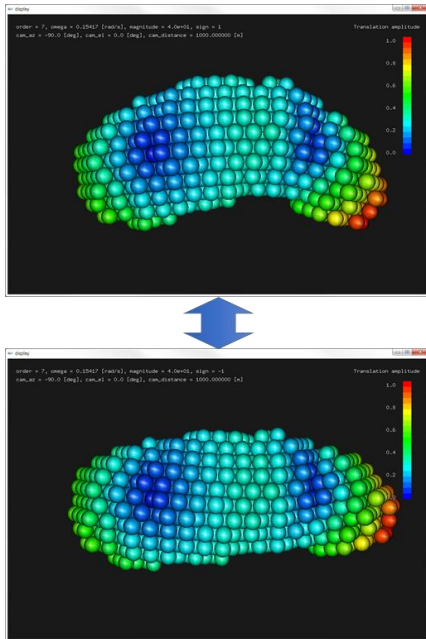 display
order = 7, omega = 0.15417 [rad/s], magnitude = 4.0e+01, sign = 1
cam_az = -90.0 [deg], cam_el = 0.0 [deg], cam_distance = 1000.000000 [m]
Translation amplitude
1.0
0.8
0.6
0.4
0.2
0.0
display
order = 7, omega = 0.15417 [rad/s], magnitude = 4.0e+01, sign = -1
cam_az = -90.0 [deg], cam_el = 0.0 [deg], cam_distance = 1000.000000 [m]
Translation amplitude
1.0
0.8
0.6
0.4
0.2
0.0